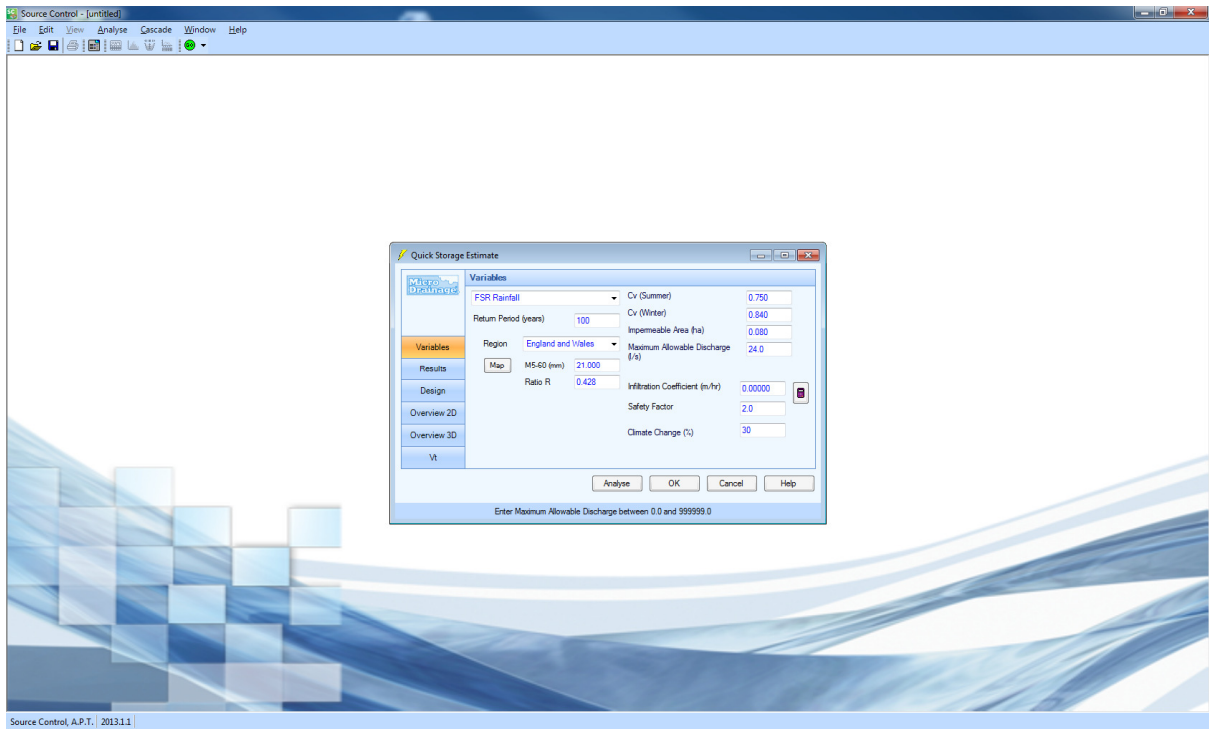 Source Control - [untitled]
File Edit View Analyse Cascade Window Help
GO
Quick Storage Estimate
Micro Drainage
Variables
Results
Design
Overview 2D
Overview 3D
Vt
Variables
FSR Rainfall
Return Period (years) 100
Region England and Wales
Map M5-60 (mm) 21.000
Ratio R 0.428
Cv (Summer) 0.750
Cv (Winter) 0.840
Impermeable Area (ha) 0.080
Maximum Allowable Discharge (l/s) 24.0
Infiltration Coefficient (m/hr) 0.00000
Safety Factor 2.0
Climate Change (%) 30
Analyse OK Cancel Help
Enter Maximum Allowable Discharge between 0.0 and 999999.0
Source Control, A.P.T. 2013.1.1